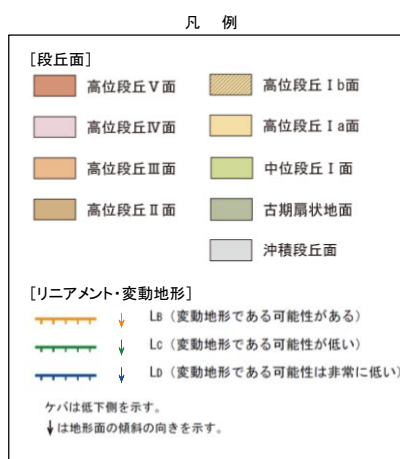 凡 例
[段丘面]
高位段丘Ⅴ面
高位段丘Ⅳ面
高位段丘Ⅲ面
高位段丘Ⅱ面
高位段丘Ⅰb面
高位段丘Ⅰa面
中位段丘Ⅰ面
古期扇状地面
沖積段丘面
[リニアメント・変動地形]
LB (変動地形である可能性がある)
LC (変動地形である可能性が低い)
LD (変動地形である可能性は非常に低い)
ケバは低下側を示す。
↓は地形面の傾斜の向きを示す。